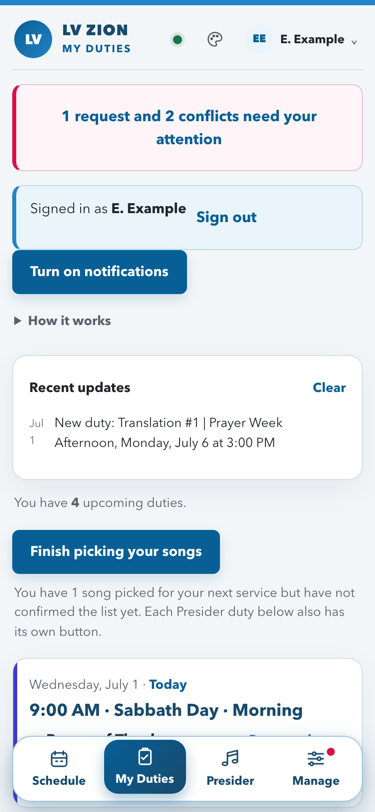 LV
LV ZION
MY DUTIES
EE
E. Example
1 request and 2 conflicts need your
attention
Signed in as E. Example
Sign out
Turn on notifications
How it works
Recent updates
Clear
Jul
1
New duty: Translation #1 | Prayer Week
Afternoon, Monday, July 6 at 3:00 PM
You have 4 upcoming duties.
Finish picking your songs
You have 1 song picked for your next service but have not
confirmed the list yet. Each Presider duty below also has
its own button.
Wednesday, July 1 · Today
9:00 AM · Sabbath Day · Morning
Schedule
My Duties
Presider
Manage